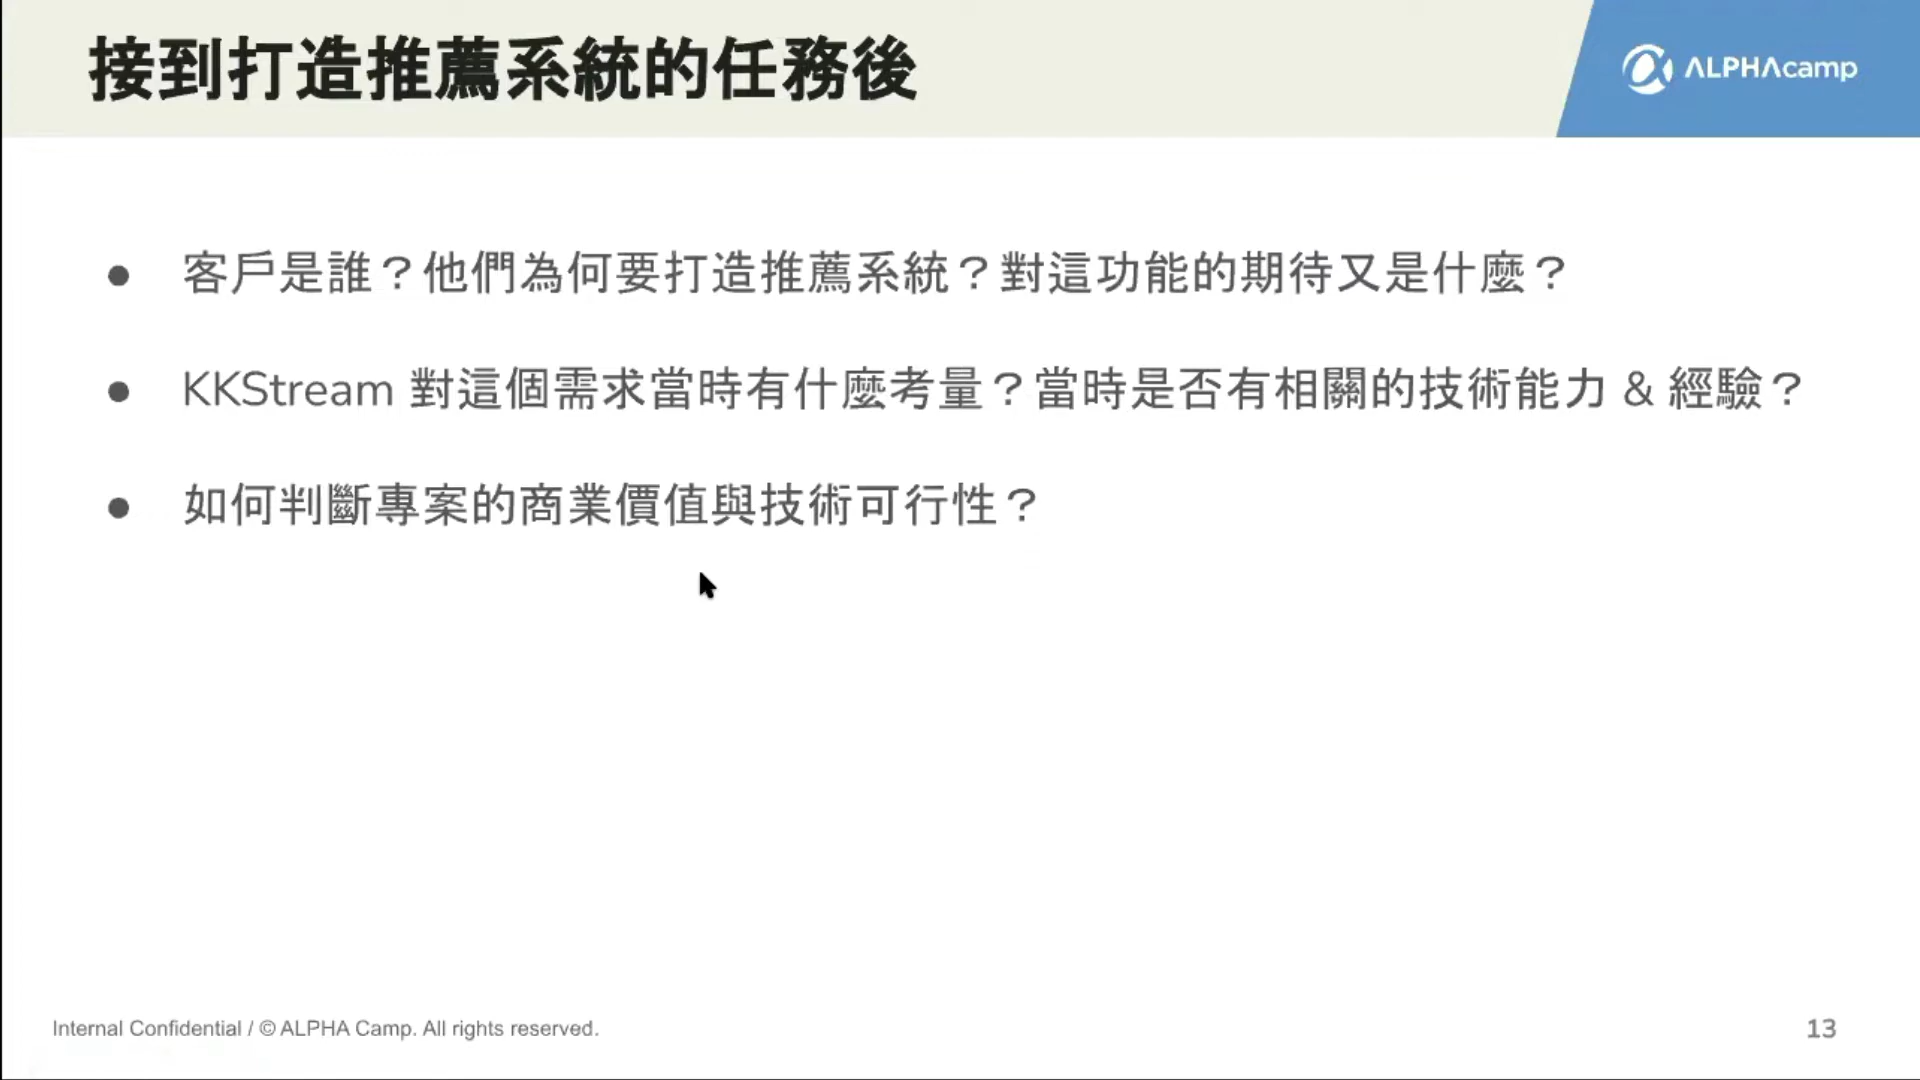 接到打造推薦系統的任務後
ALPHAcamp
客戶是誰？他們為何要打造推薦系統？對這功能的期待又是什麼？
KKStream 對這個需求當時有什麼考量？當時是否有相關的技術能力 & 經驗？
如何判斷專案的商業價值與技術可行性？
Internal Confidential / © ALPHA Camp. All rights reserved.
13